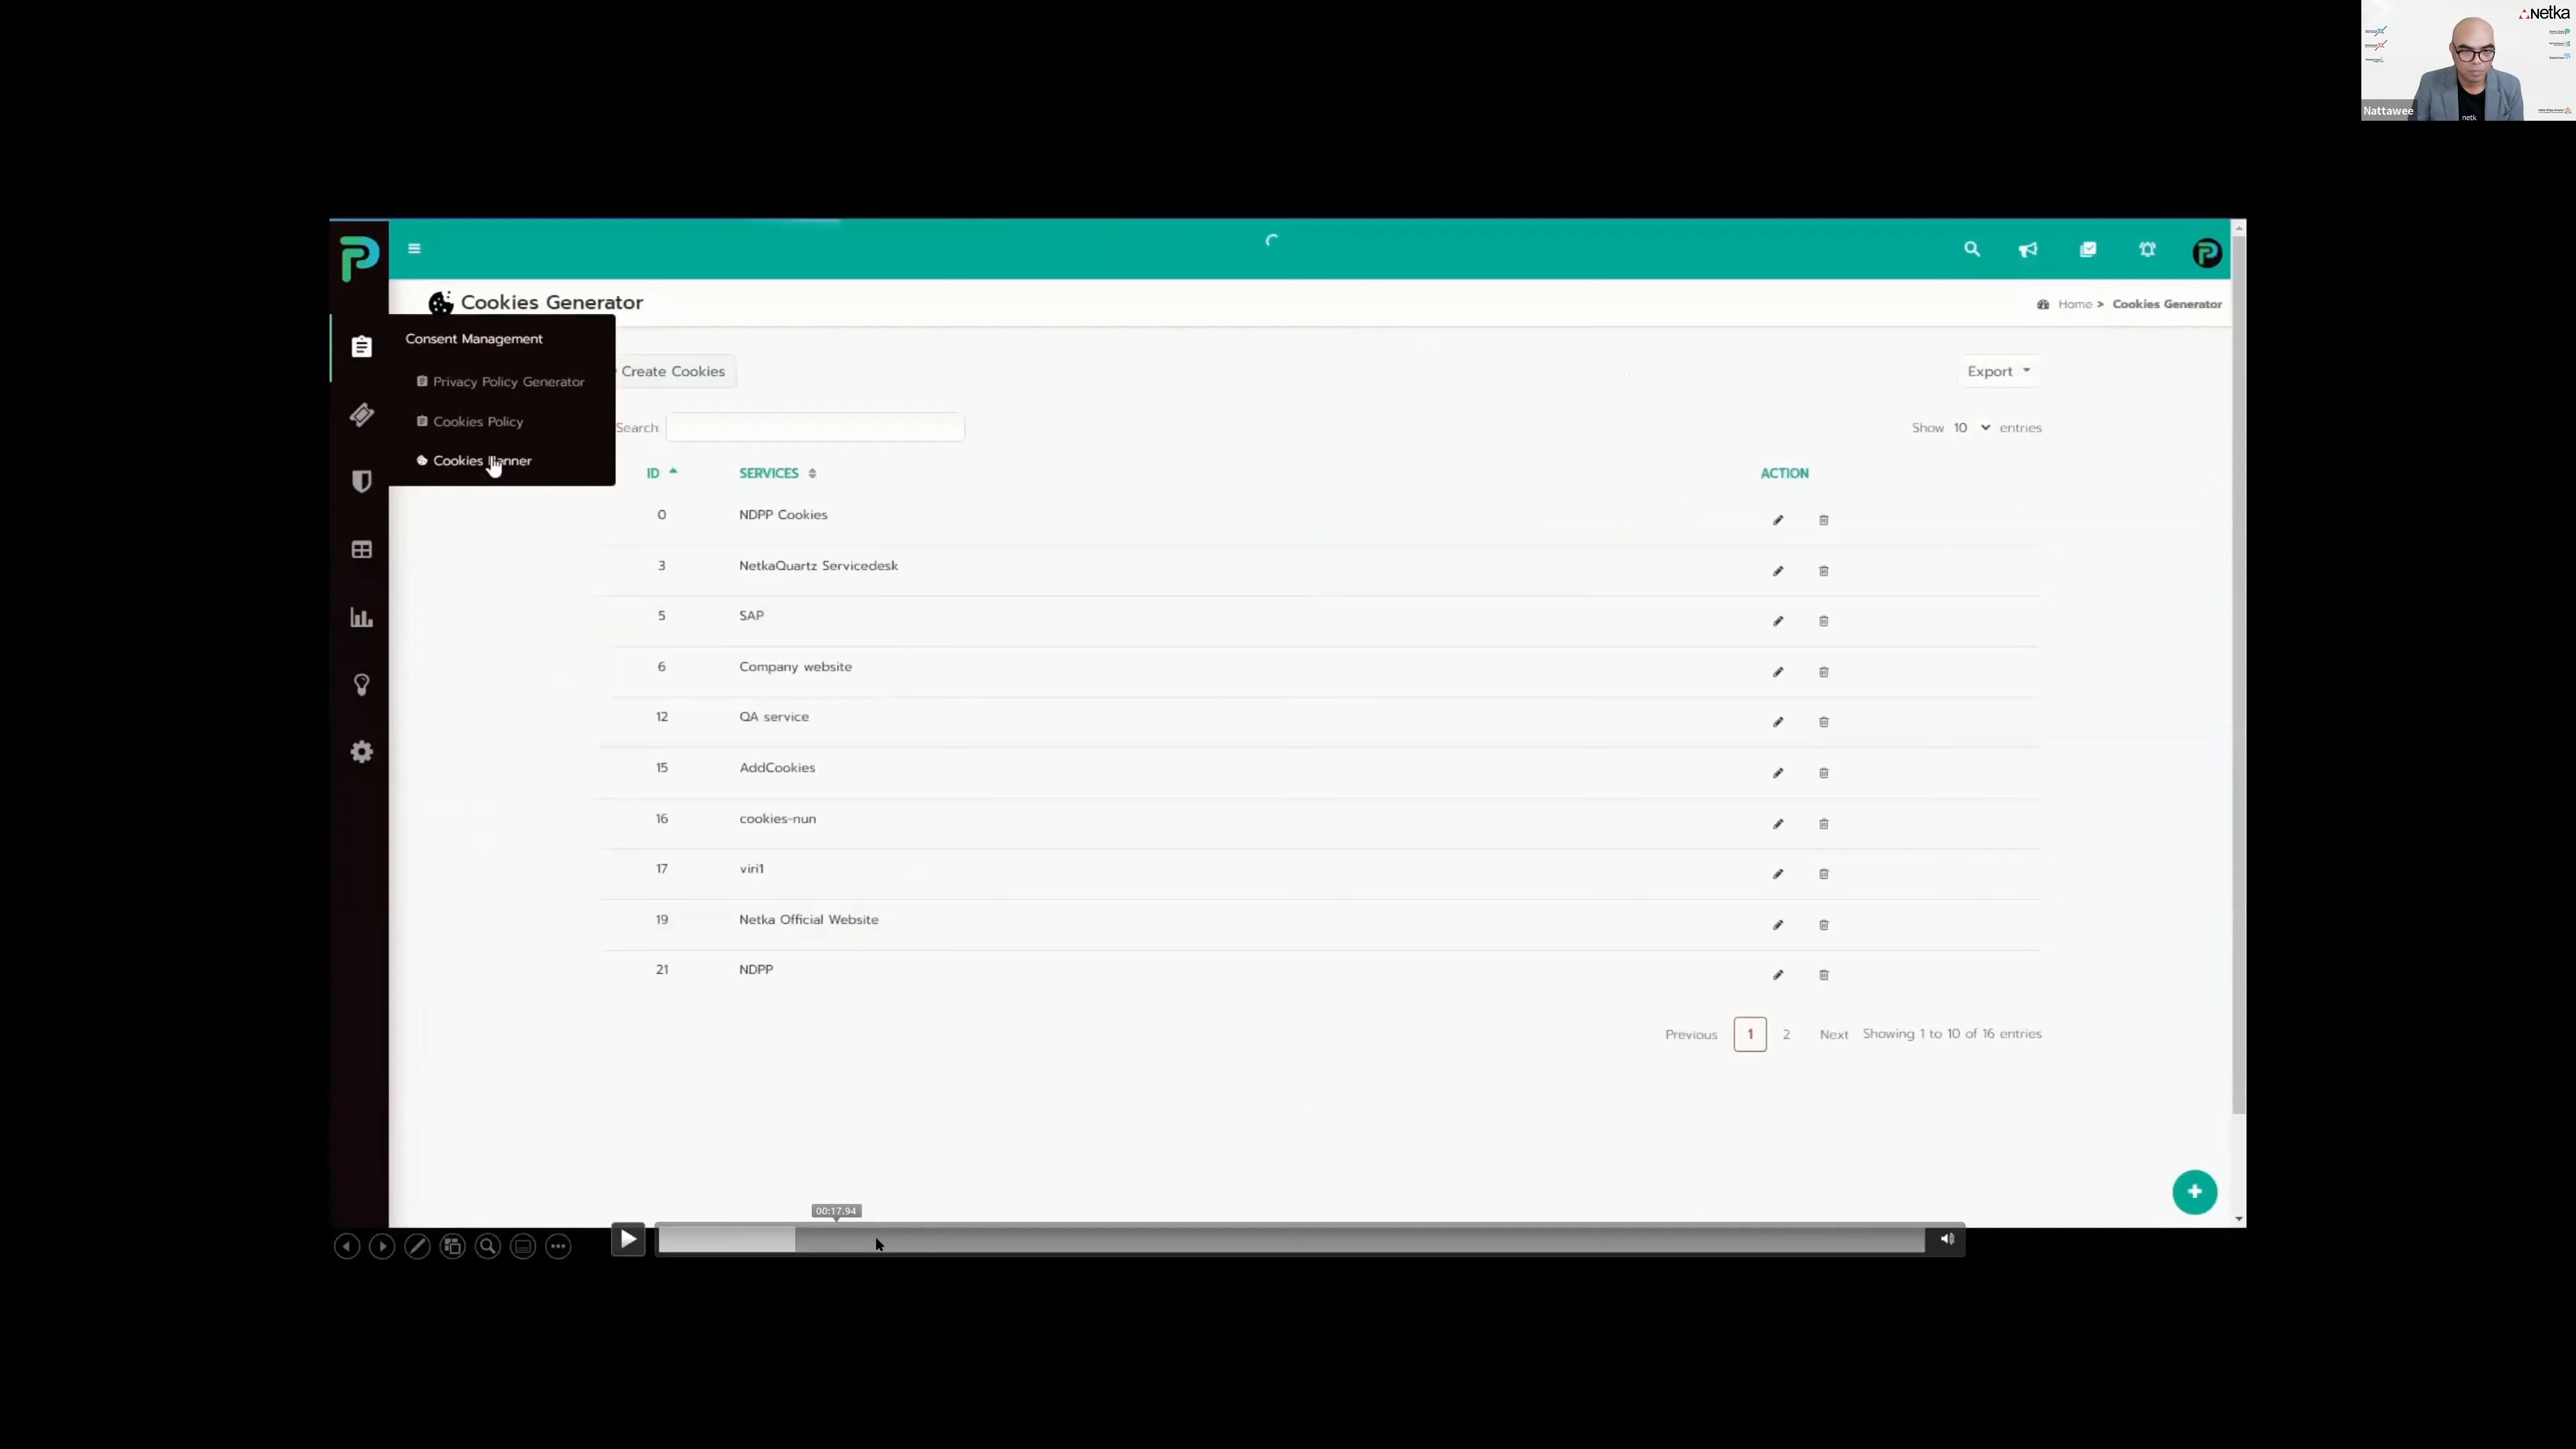 Netka
Nattawee
netk
Cookies Generator
Home > Cookies Generator
Consent Management
Privacy Policy Generator
Cookies Policy
Cookies Banner
Create Cookies
Export
Search:
Show 10 entries
ID SERVICES ACTION
0 NDPP Cookies
3 NetkaQuartz Servicedesk
5 SAP
6 Company website
12 QA service
15 AddCookies
16 cookies-nun
17 viri1
19 Netka Official Website
21 NDPP
Previous 1 2 Next Showing 1 to 10 of 16 entries
00:17.94